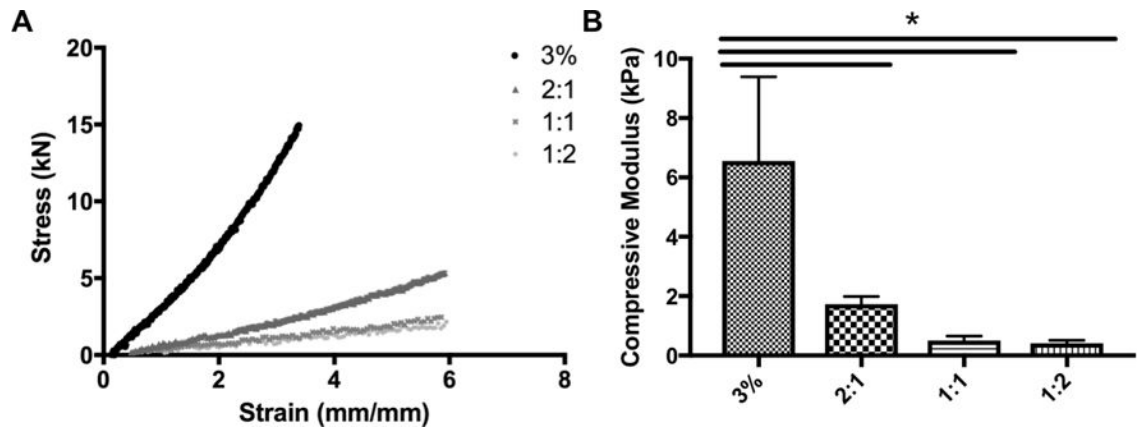 A
Stress (kN)
20
15
10
5
0
0 2 4 6 8
Strain (mm/mm)
3%
2:1
1:1
1:2
B
*
Compressive Modulus (kPa)
10
8
6
4
2
0
3% 2:1 1:1 1:2